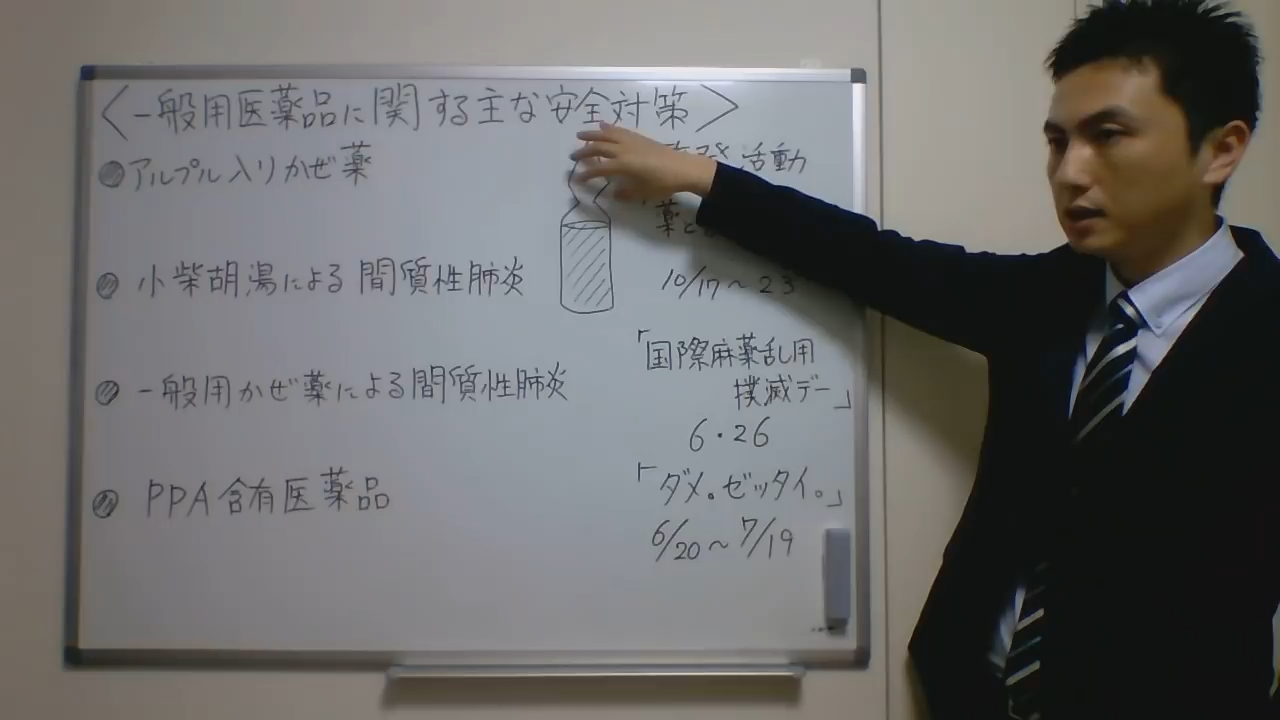 <一般用医薬品に関する主な安全対策>
●アルプル入りかぜ薬
●小柴胡湯による間質性肺炎
●一般用かぜ薬による間質性肺炎
●PPA含有医薬品
活動
「薬と
10/17〜23
「国際麻薬乱用
撲滅デー」
6・26
「ダメ。ゼッタイ。」
6/20〜7/19